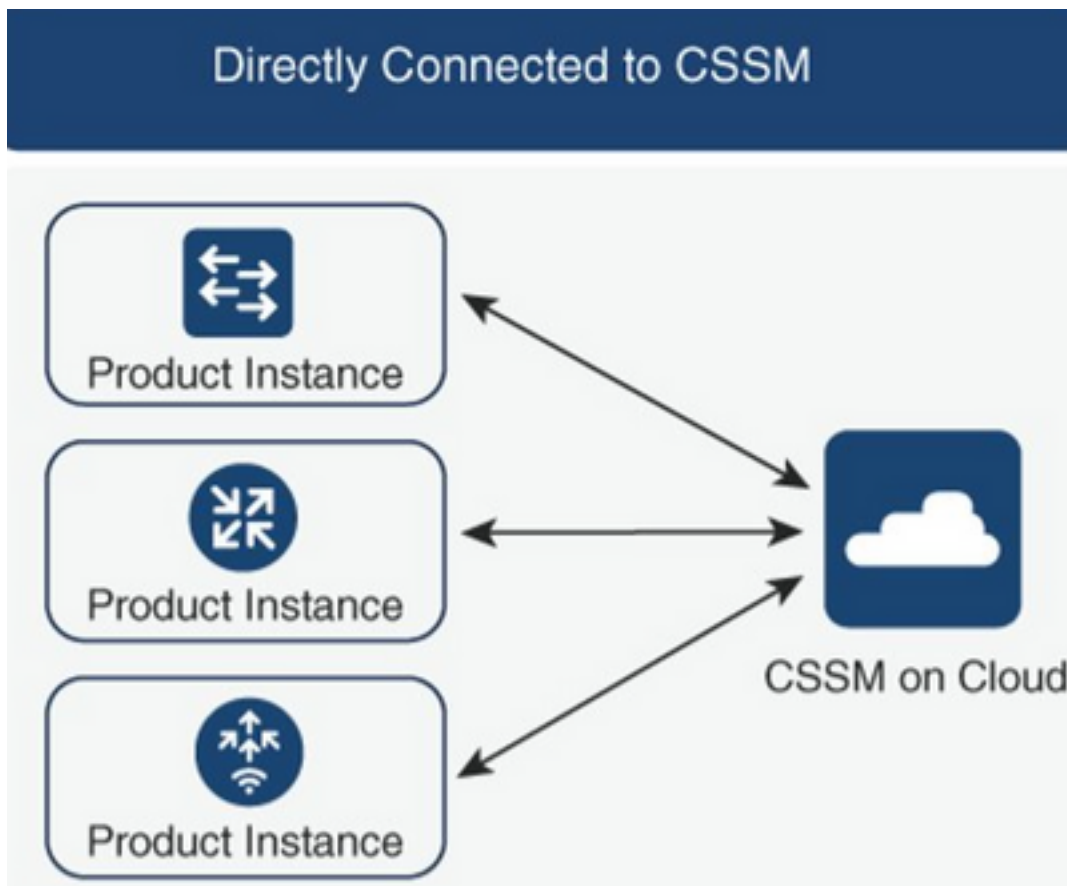 Directly Connected to CSSM
Product Instance
Product Instance
CSSM on Cloud
Product Instance